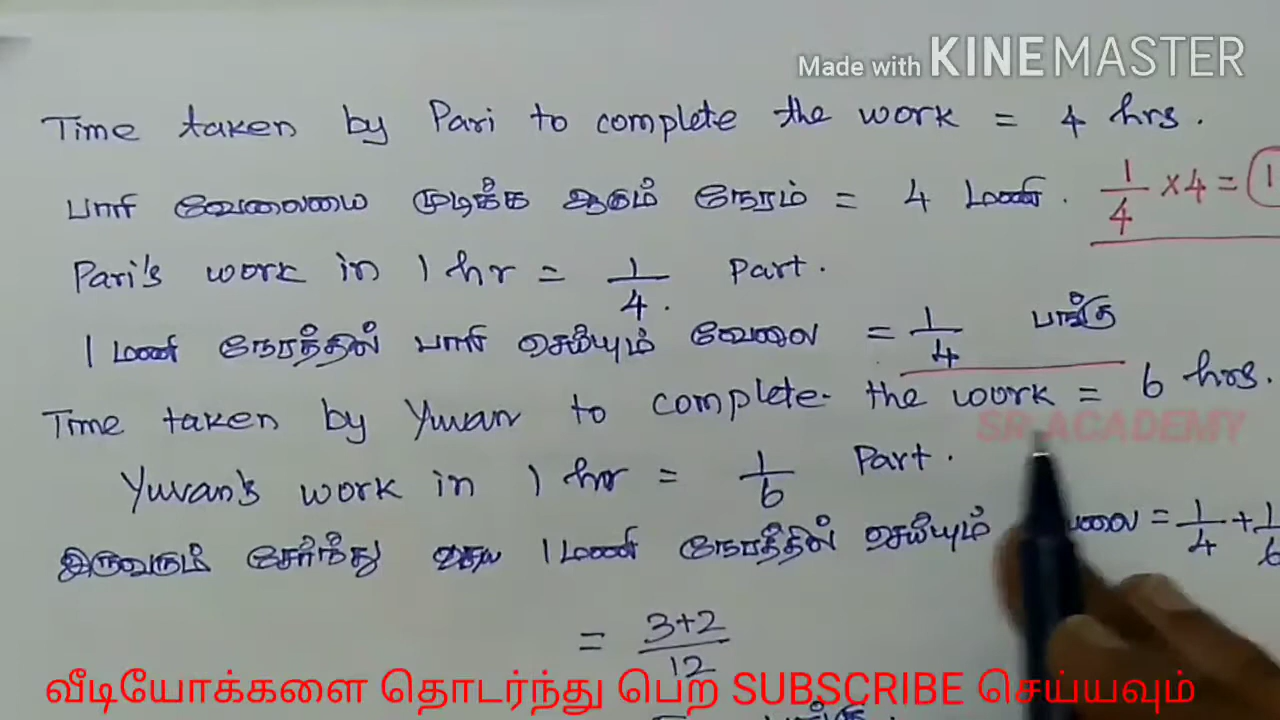 Made with KINEMASTER
Time taken by Pari to complete the work = 4 hrs.
பாரி வேலையை முடிக்க ஆகும் நேரம் = 4 மணி. 1/4 × 4 = 1
Pari's work in 1 hr = 1/4. Part.
1 மணி நேரத்தில் பாரி செய்யும் வேலை = 1/4 பங்கு
Time taken by Yuvan to complete the work = 6 hrs.
SR ACADEMY
Yuvan's work in 1 hr = 1/6 Part.
இருவரும் சேர்ந்து 1 மணி நேரத்தில் செய்யும் = 1/4 + 1/6
= 3+2/12
வீடியோக்களை தொடர்ந்து பெற SUBSCRIBE செய்யவும்